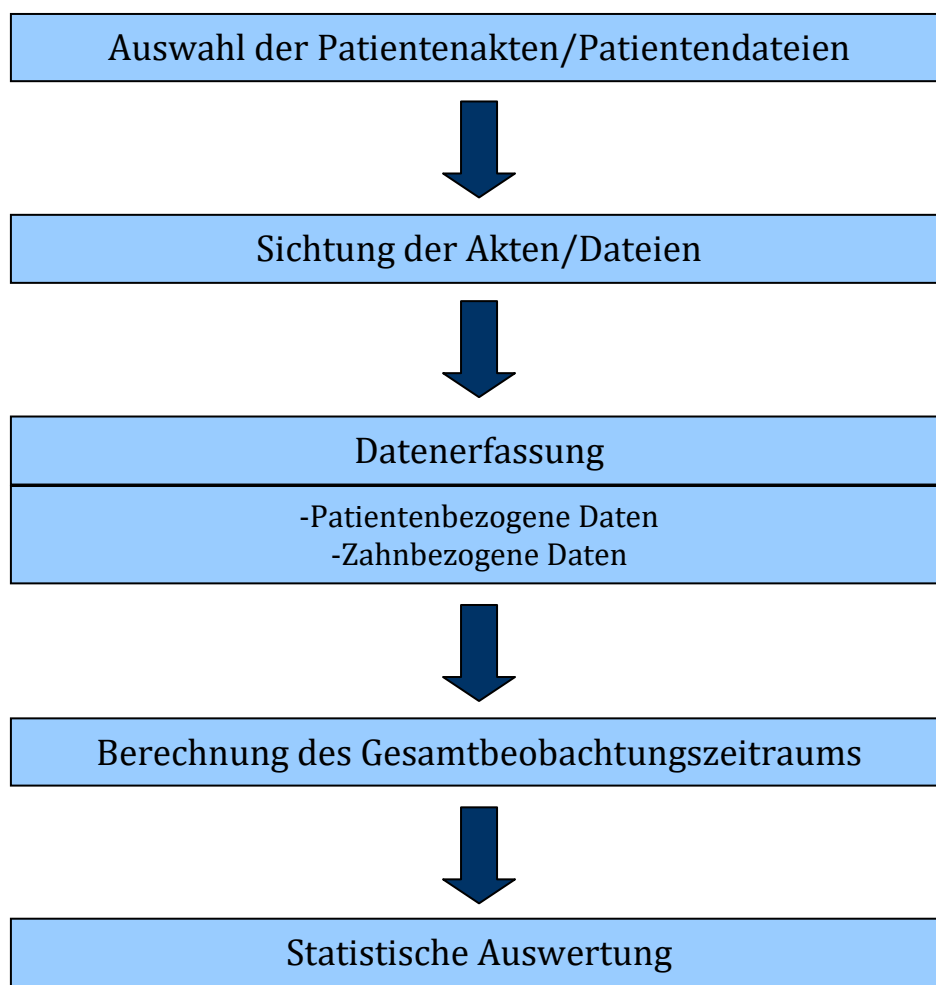 Auswahl der Patientenakten/Patientendateien
Sichtung der Akten/Dateien
Datenerfassung
-Patientenbezogene Daten
-Zahnbezogene Daten
Berechnung des Gesamtbeobachtungszeitraums
Statistische Auswertung